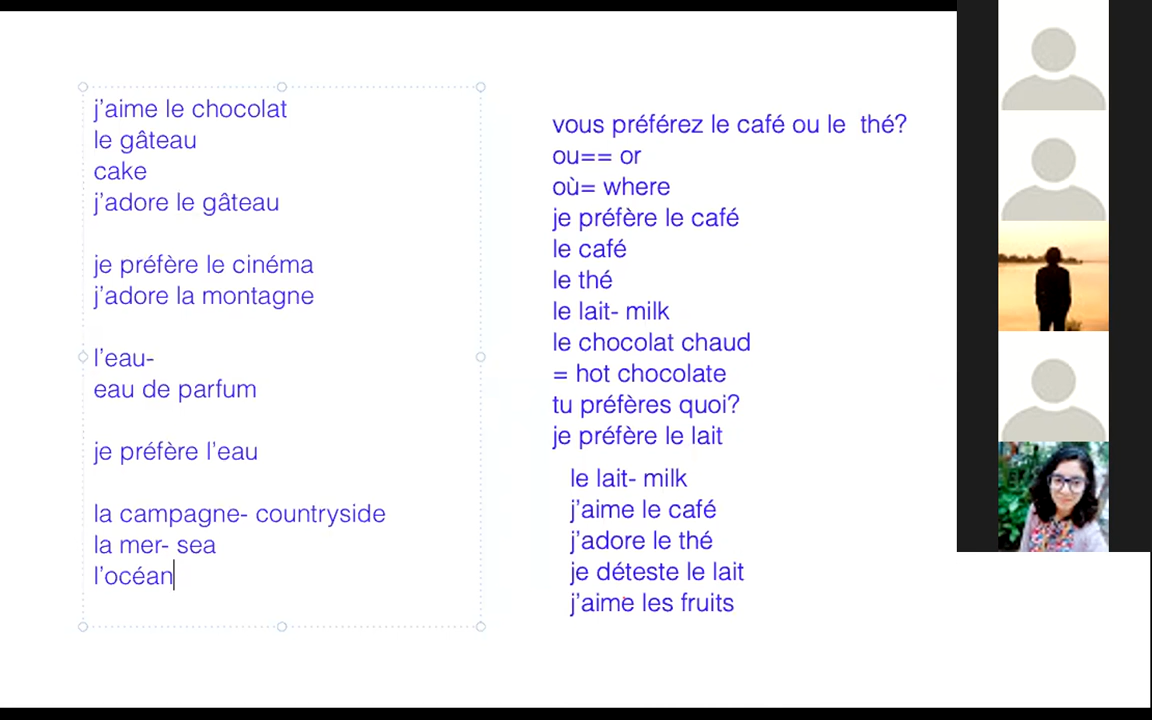 j'aime le chocolat
le gâteau
cake
j'adore le gâteau
je préfère le cinéma
j'adore la montagne
l'eau-
eau de parfum
je préfère l'eau
la campagne- countryside
la mer- sea
l'océan
vous préférez le café ou le  thé?
ou== or
où= where
je préfère le café
le café
le thé
le lait- milk
le chocolat chaud
= hot chocolate
tu préfères quoi?
je préfère le lait
le lait- milk
j'aime le café
j'adore le thé
je déteste le lait
j'aime les fruits